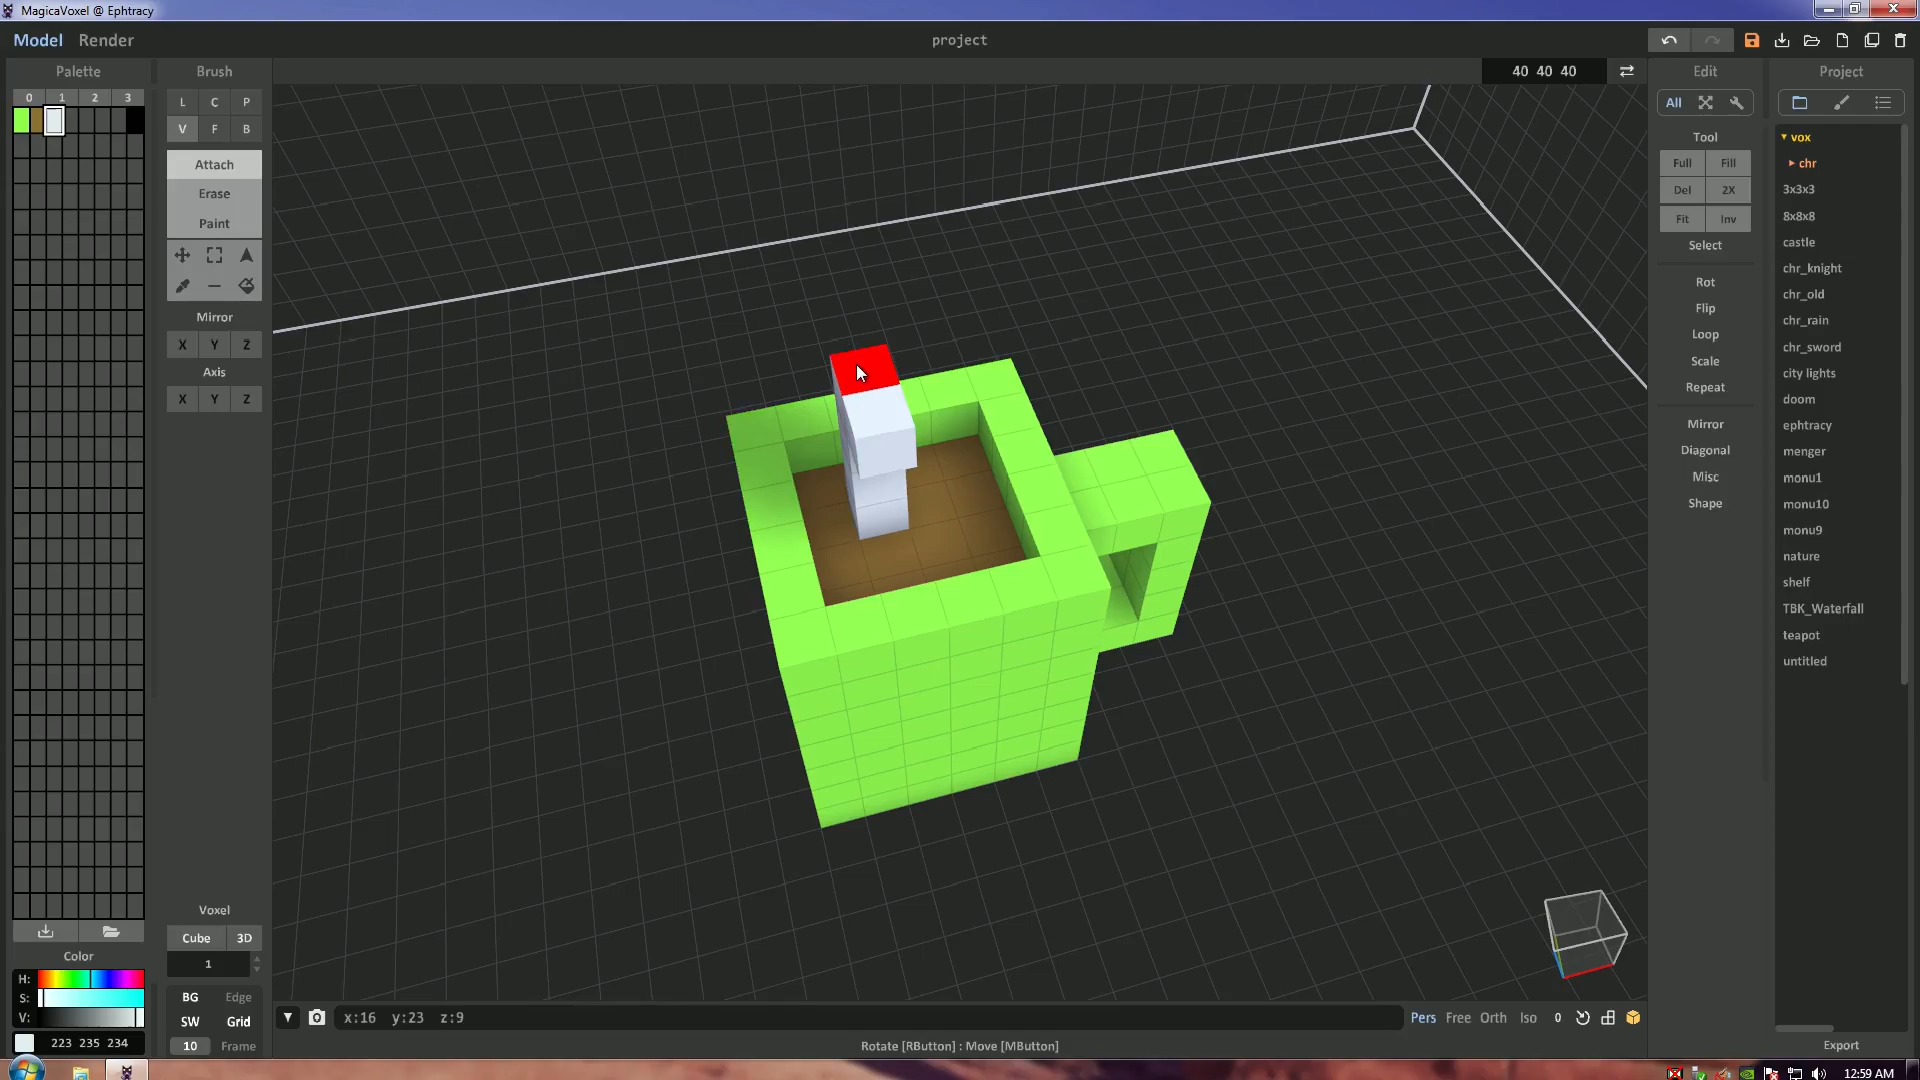 MagicaVoxel @ Ephtracy
Model Render
project
Palette
Brush
40 40 40
Edit
Project
0 1 2 3
L C P
V F B
All
Attach
Erase
Paint
Tool
Full Fill
Del 2X
Fit Inv
Select
Rot
Flip
Loop
Scale
Repeat
Mirror
Diagonal
Misc
Shape
vox
chr
3x3x3
8x8x8
castle
chr_knight
chr_old
chr_rain
chr_sword
city lights
doom
ephtracy
menger
monu1
monu10
monu9
nature
shelf
TBK_Waterfall
teapot
untitled
Mirror
X Y Z
Axis
X Y Z
Voxel
Cube 3D
1
Color
H:
S:
V:
223 235 234
BG Edge
SW Grid
10 Frame
x:16 y:23 z:9
Pers Free Orth Iso 0
Rotate [RButton] : Move [MButton]
Export
12:59 AM